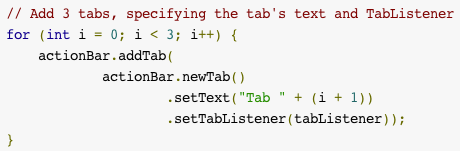 // Add 3 tabs, specifying the tab's text and TabListener
for (int i = 0; i < 3; i++) {
    actionBar.addTab(
            actionBar.newTab()
                    .setText("Tab " + (i + 1))
                    .setTabListener(tabListener));
}